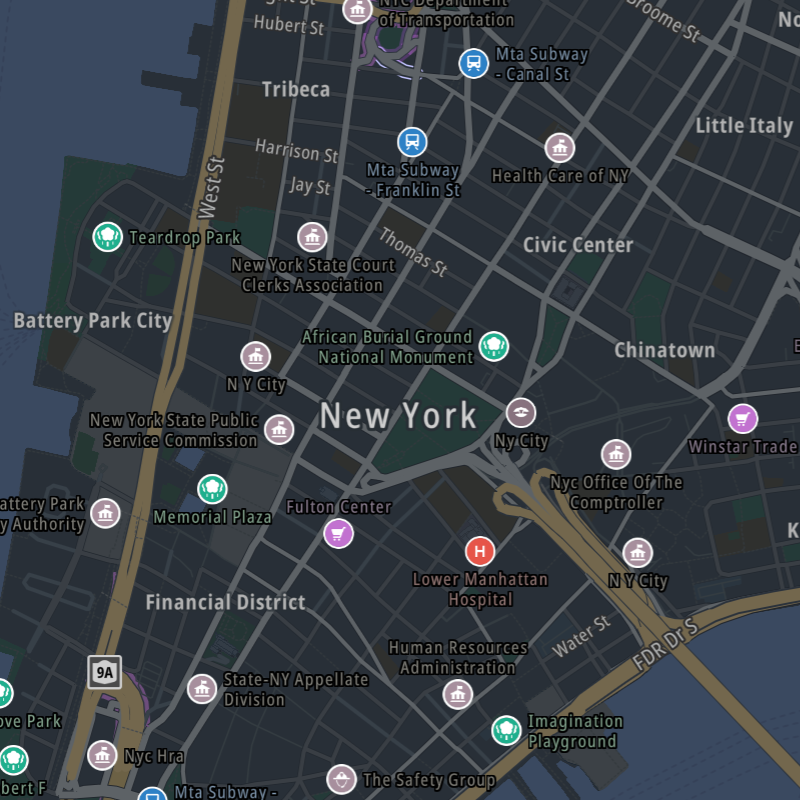 NYC Department
of Transportation
Hubert St
Broome St
No
Mta Subway
- Canal St
Tribeca
Little Italy
Harrison St
Mta Subway
- Franklin St
Health Care of NY
Jay St
West St
Teardrop Park
Thomas St
Civic Center
New York State Court
Clerks Association
Battery Park City
African Burial Ground
National Monument
Chinatown
E
N Y City
New York State Public
Service Commission
New York
Ny City
Winstar Trade
Nyc Office Of The
Comptroller
Battery Park
y Authority
Memorial Plaza
Fulton Center
K
H
Lower Manhattan
Hospital
N Y City
Financial District
Water St
FDR Dr S
Human Resources
Administration
9A
State-NY Appellate
Division
ove Park
Imagination
Playground
Nyc Hra
The Safety Group
bert F
Mta Subway -